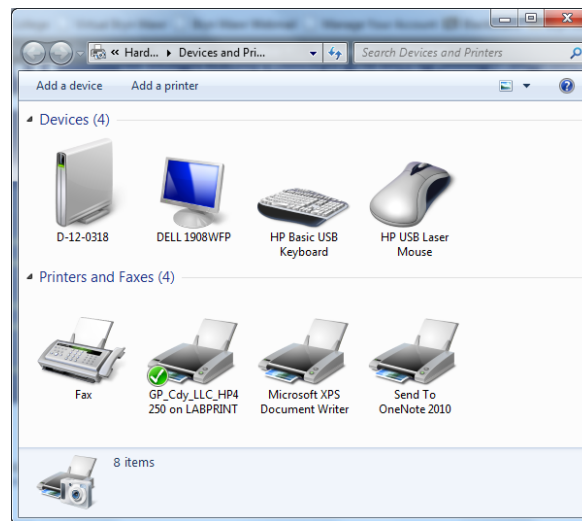 « Hard... ▸ Devices and Pri...
Search Devices and Printers
Add a device
Add a printer
Devices (4)
D-12-0318
DELL 1908WFP
HP Basic USB
Keyboard
HP USB Laser
Mouse
Printers and Faxes (4)
Fax
GP_Cdy_LLC_HP4
250 on LABPRINT
Microsoft XPS
Document Writer
Send To
OneNote 2010
8 items